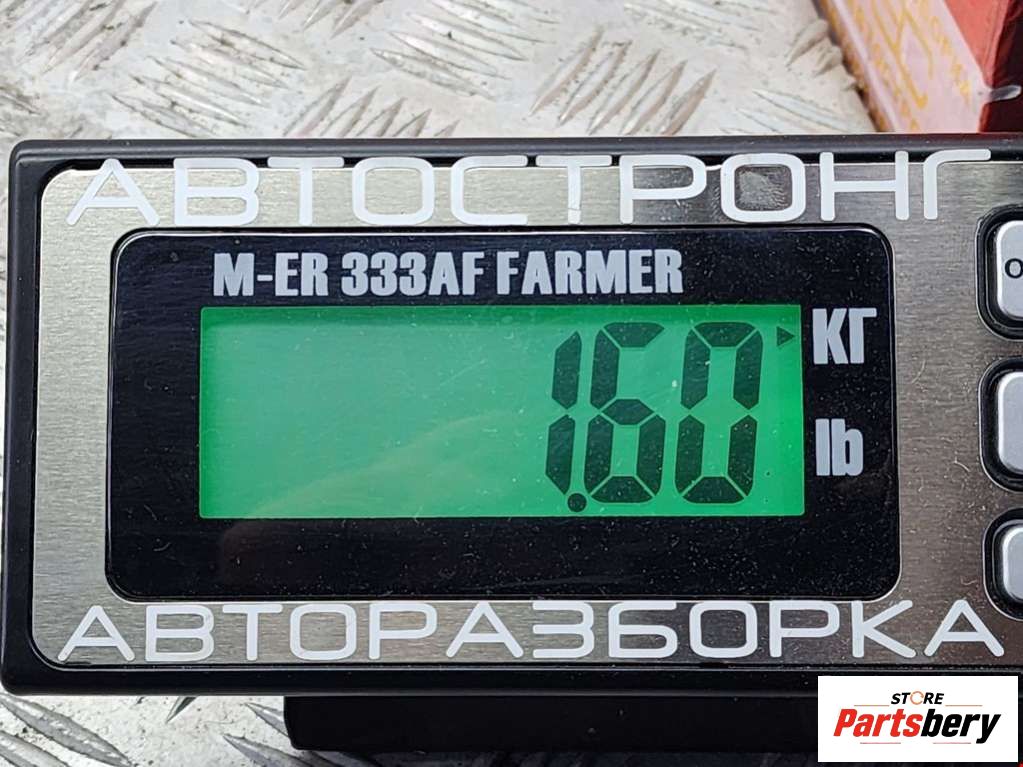 АВТОСТРОНГ
M-ER 333AF FARMER
1.60
КГ
lb
АВТОРАЗБОРКА
STORE
Partsbery